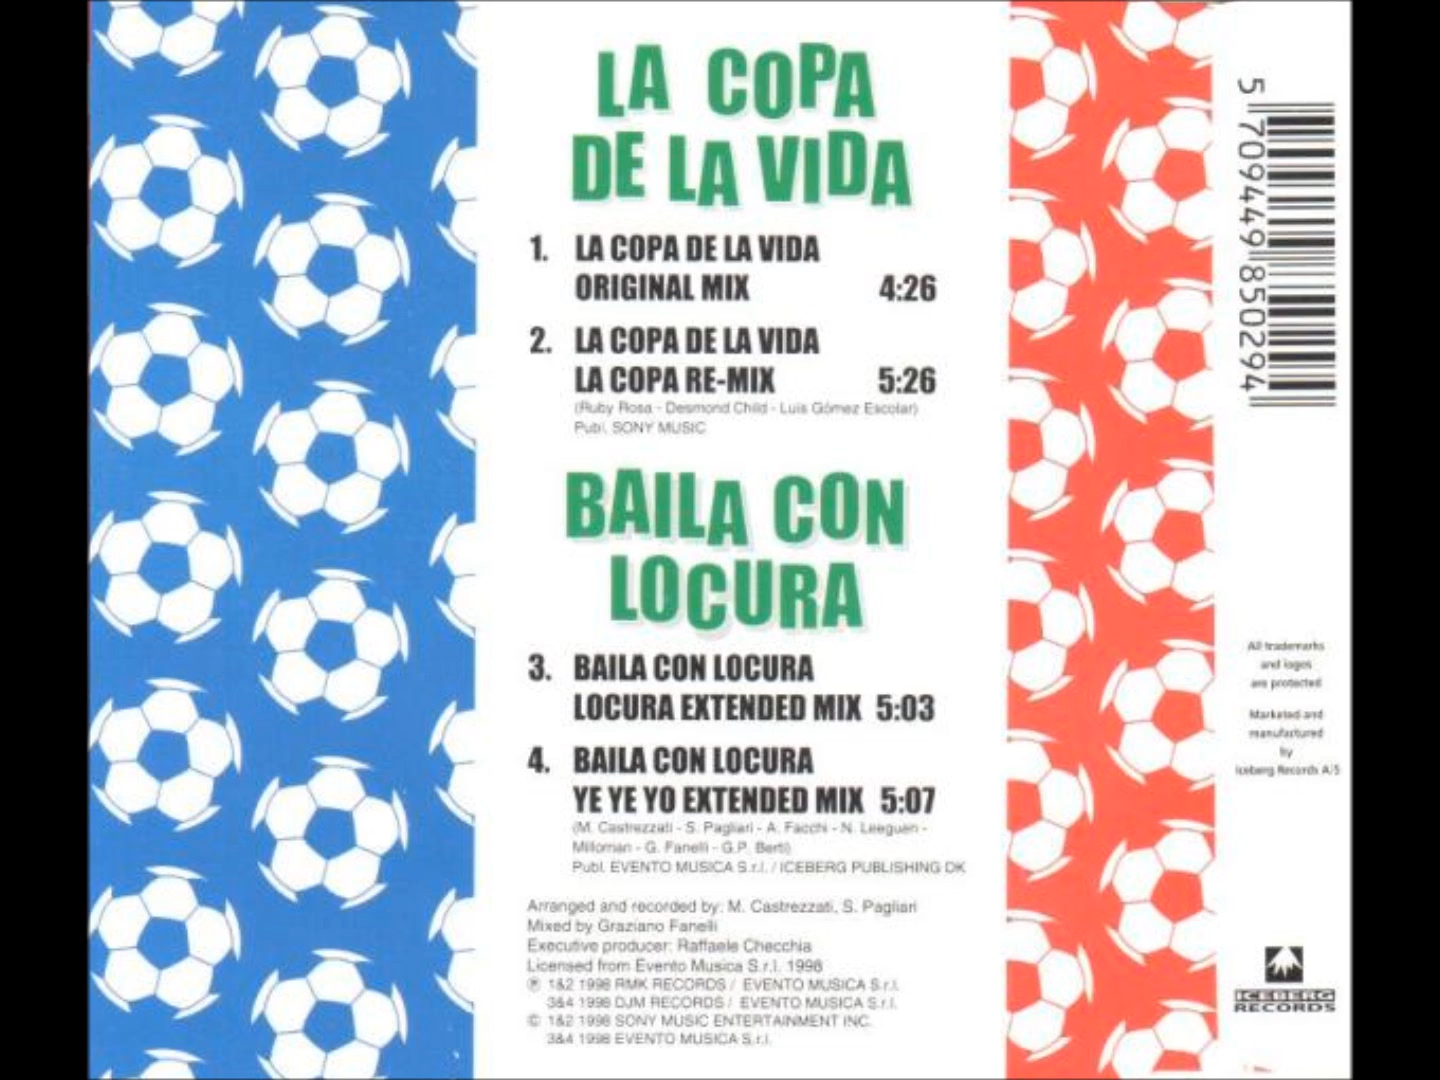 LA COPA
DE LA VIDA
1. LA COPA DE LA VIDA
ORIGINAL MIX 4:26
2. LA COPA DE LA VIDA
LA COPA RE-MIX 5:26
(Ruby Rosa - Desmond Child - Luis Gómez Escolar)
Publ. SONY MUSIC
BAILA CON
LOCURA
3. BAILA CON LOCURA
LOCURA EXTENDED MIX 5:03
4. BAILA CON LOCURA
YE YE YO EXTENDED MIX 5:07
(M. Castrezzati - S. Pagliari - A. Facchi - N. Leeguen -
Milloman - G. Fanelli - G.P. Berti)
Publ. EVENTO MUSICA S.r.l. / ICEBERG PUBLISHING DK
Arranged and recorded by: M. Castrezzati, S. Pagliari
Mixed by Graziano Fanelli
Executive producer: Raffaele Checchia
Licensed from Evento Musica S.r.l. 1998
℗ 1&2 1998 RMK RECORDS / EVENTO MUSICA S.r.l.
3&4 1998 DJM RECORDS / EVENTO MUSICA S.r.l.
© 1&2 1998 SONY MUSIC ENTERTAINMENT INC.
3&4 1998 EVENTO MUSICA S.r.l.
5 709449 850294
All trademarks
and logos
are protected
Marketed and
manufactured
by
Iceberg Records A/S
ICEBERG
RECORDS